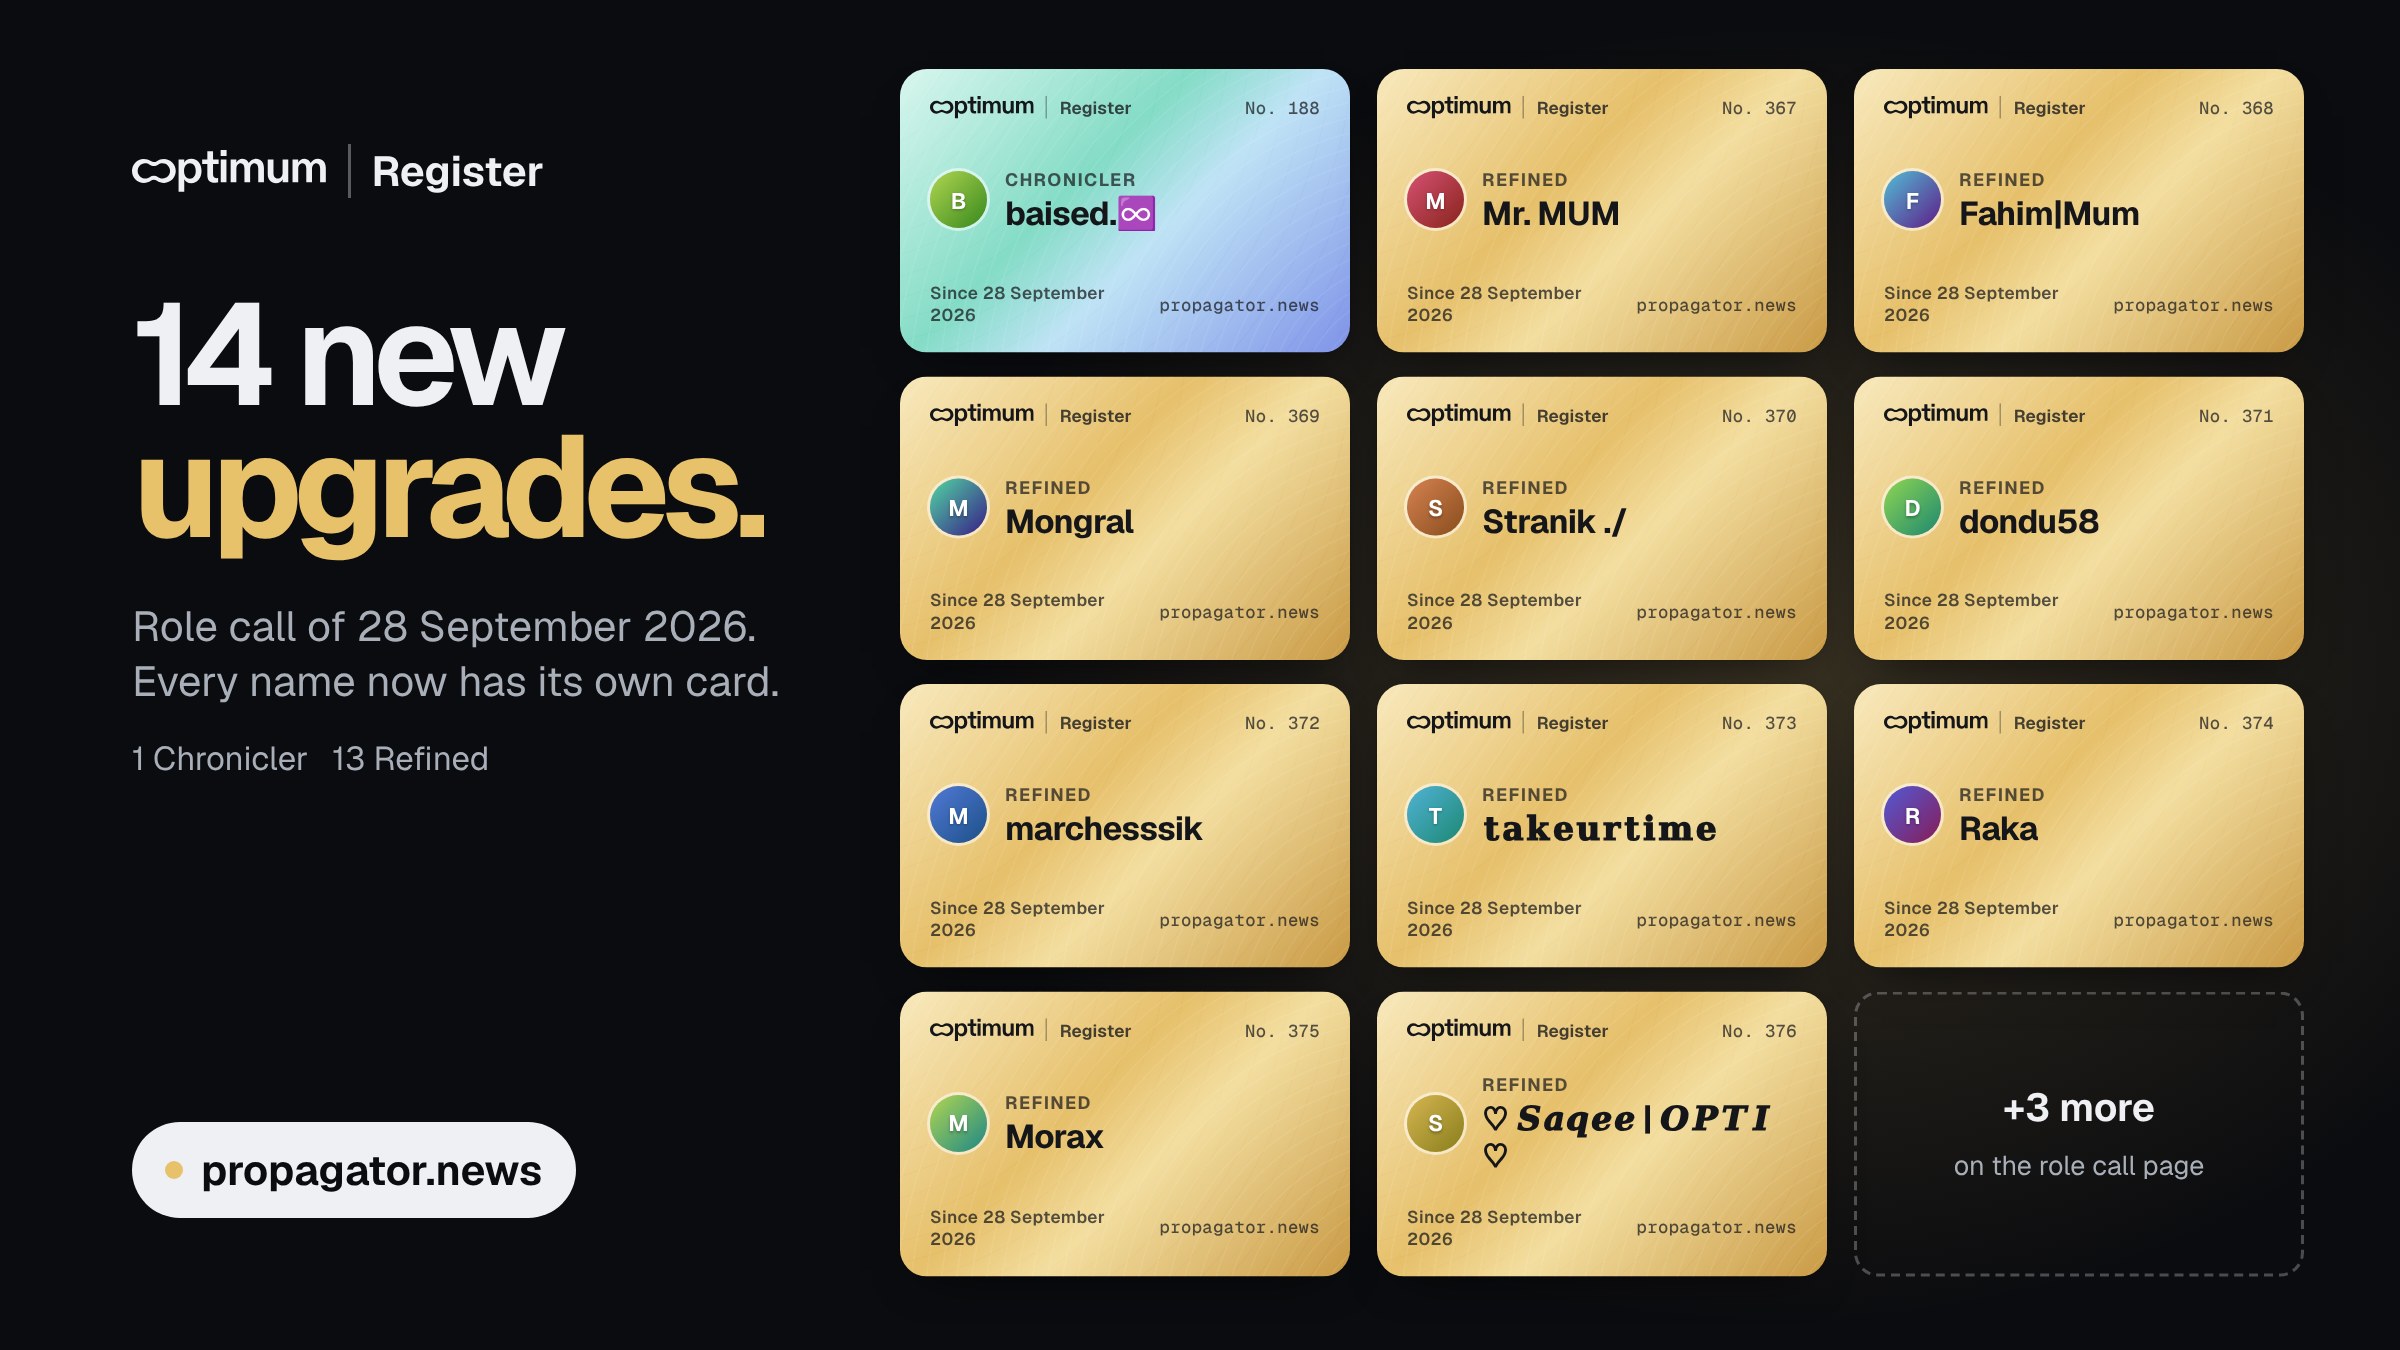 optimum | Register
14 new
upgrades.
Role call of 28 September 2026.
Every name now has its own card.
1 Chronicler 13 Refined
propagator.news
optimum | Register No. 188
B
CHRONICLER
baised.♾️
Since 28 September
2026
propagator.news
optimum | Register No. 367
M
REFINED
Mr. MUM
Since 28 September
2026
propagator.news
optimum | Register No. 368
F
REFINED
Fahim|Mum
Since 28 September
2026
propagator.news
optimum | Register No. 369
M
REFINED
Mongral
Since 28 September
2026
propagator.news
optimum | Register No. 370
S
REFINED
Stranik ./
Since 28 September
2026
propagator.news
optimum | Register No. 371
D
REFINED
dondu58
Since 28 September
2026
propagator.news
optimum | Register No. 372
M
REFINED
marchesssik
Since 28 September
2026
propagator.news
optimum | Register No. 373
T
REFINED
takeurtime
Since 28 September
2026
propagator.news
optimum | Register No. 374
R
REFINED
Raka
Since 28 September
2026
propagator.news
optimum | Register No. 375
M
REFINED
Morax
Since 28 September
2026
propagator.news
optimum | Register No. 376
S
REFINED
♡ Saqee|OPTI
♡
Since 28 September
2026
propagator.news
+3 more
on the role call page